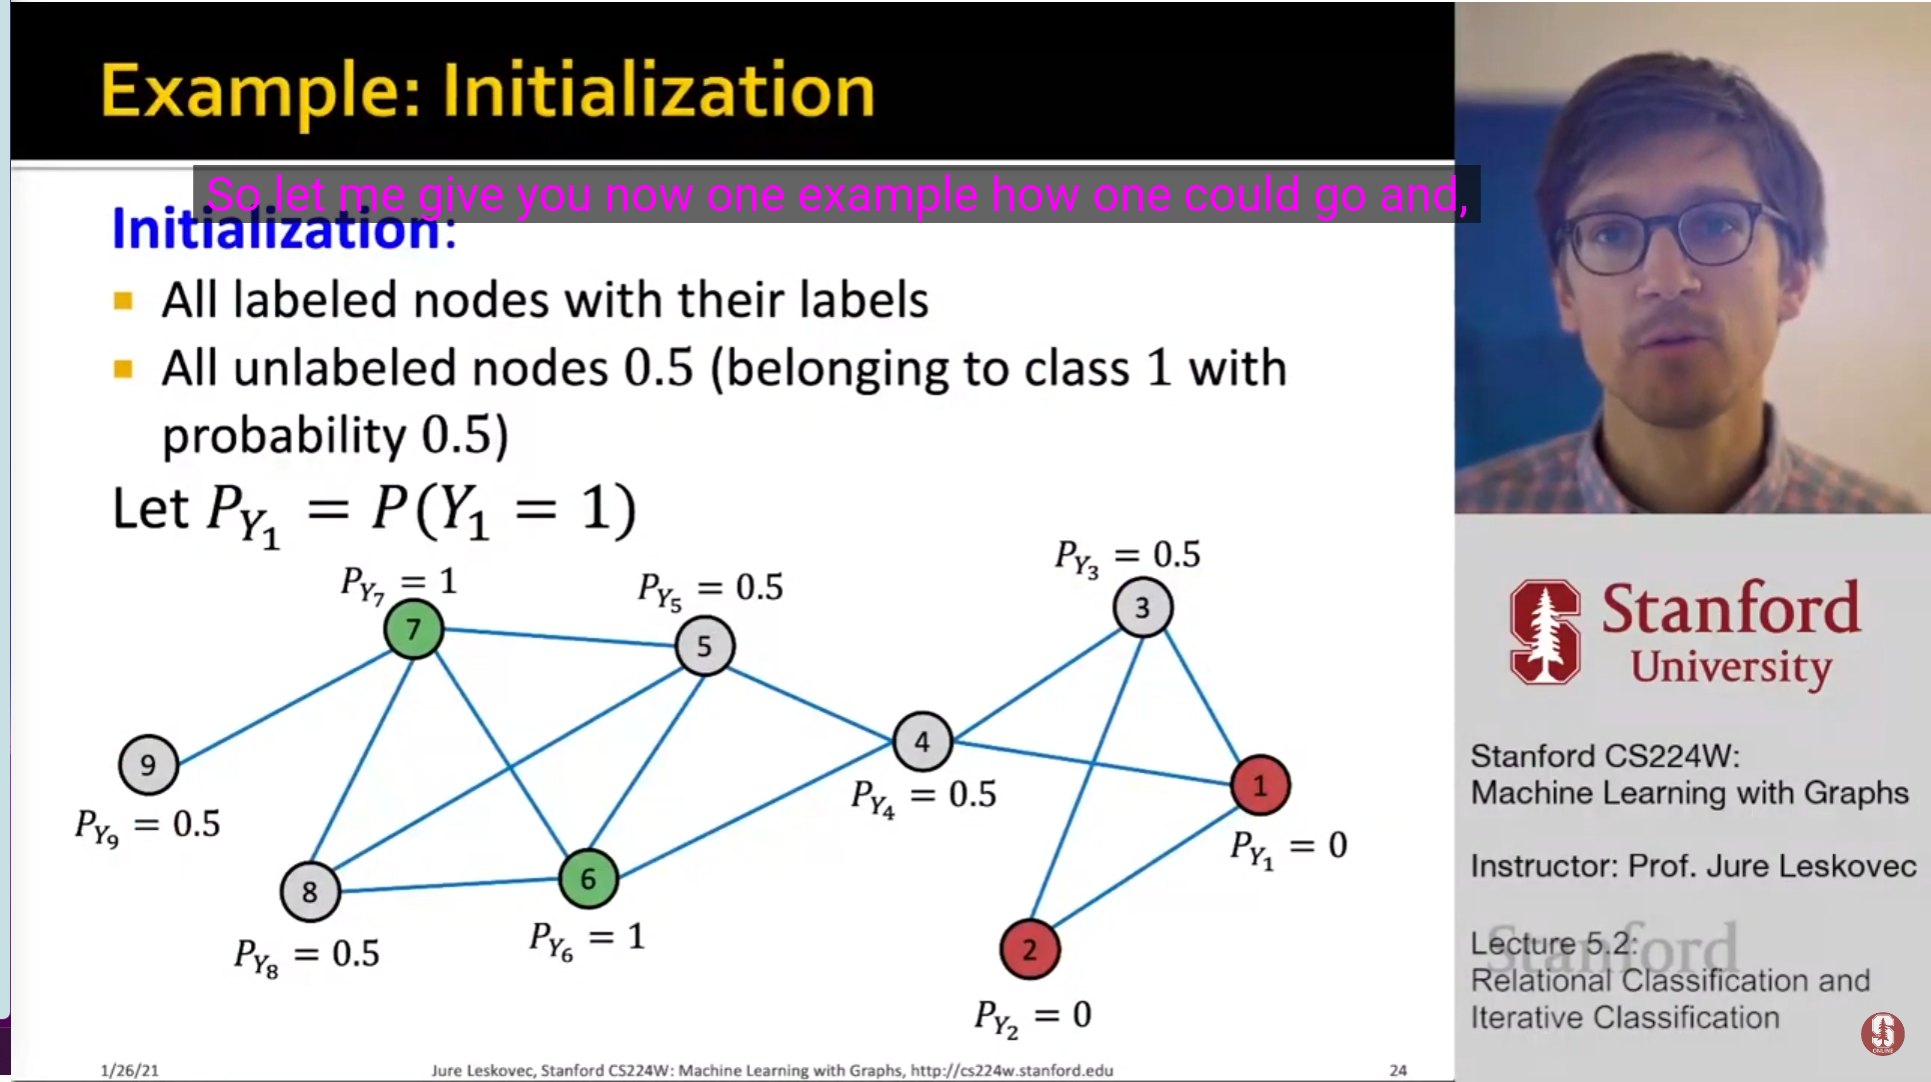 Example: Initialization
So let me give you now one example how one could go and,
Initialization:
All labeled nodes with their labels
All unlabeled nodes 0.5 (belonging to class 1 with
probability 0.5)
Let P_{Y_1} = P(Y_1 = 1)
P_{Y_7} = 1
P_{Y_5} = 0.5
P_{Y_3} = 0.5
7
5
3
9
4
1
P_{Y_9} = 0.5
P_{Y_4} = 0.5
P_{Y_1} = 0
8
6
2
P_{Y_8} = 0.5
P_{Y_6} = 1
P_{Y_2} = 0
1/26/21
Jure Leskovec, Stanford CS224W: Machine Learning with Graphs, http://cs224w.stanford.edu
24
S
Stanford
University
Stanford CS224W:
Machine Learning with Graphs
Instructor: Prof. Jure Leskovec
Stanford
Lecture 5.2:
Relational Classification and
Iterative Classification
S
ONLINE